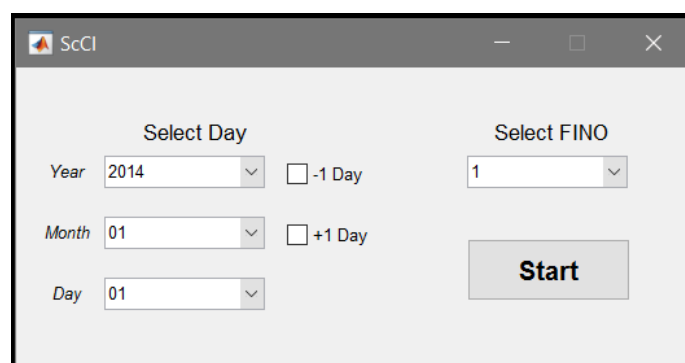 ScCI
Select Day
Select FINO
Year 2014 -1 Day 1
Month 01 +1 Day
Start
Day 01